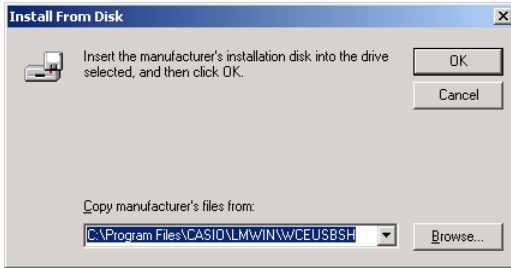 Install From Disk
Insert the manufacturer's installation disk into the drive
selected, and then click OK.
OK
Cancel
Copy manufacturer's files from:
C:\Program Files\CASIO\LMWIN\WCEUSBSH
Browse...